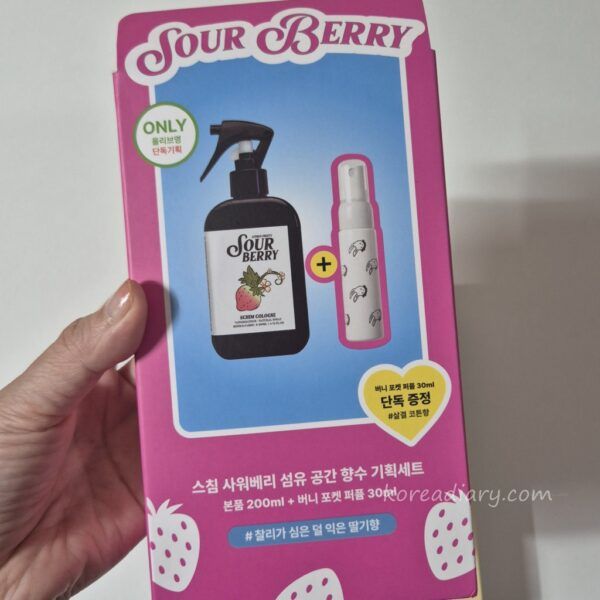 SOUR BERRY
ONLY
올리브영
단독기획
SOUR
BERRY
SCHIM COLOGNE
+
버니 포켓 퍼퓸 30ml
단독 증정
#살결 코튼향
스침 사워베리 섬유 공간 향수 기획세트
본품 200ml + 버니 포켓 퍼퓸 30ml
koreadiary.com
# 찰리가 심은 덜 익은 딸기향